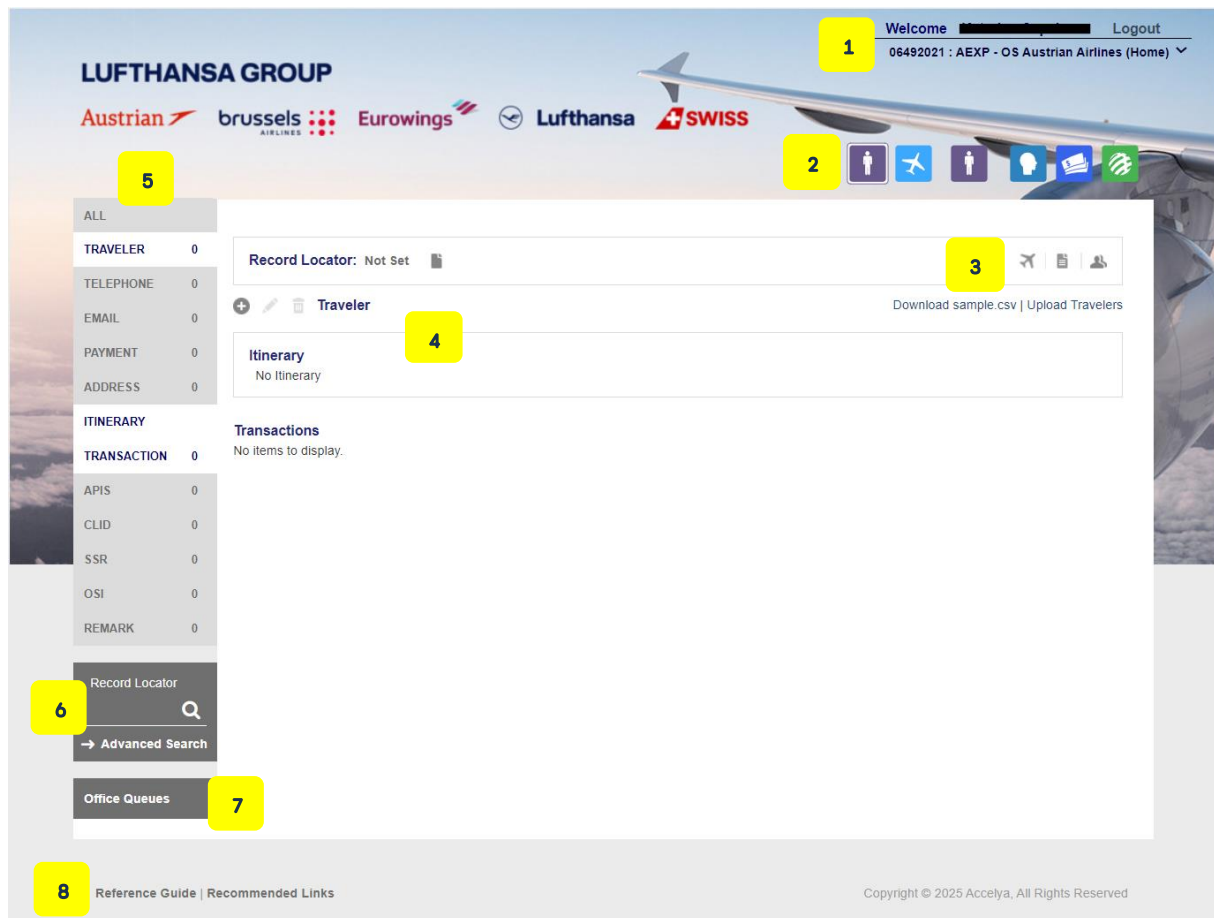 Welcome Logout
1
06492021 : AEXP - OS Austrian Airlines (Home)
LUFTHANSA GROUP
Austrian brussels AIRLINES Eurowings Lufthansa SWISS
2
5
ALL
TRAVELER 0
Record Locator: Not Set
3
TELEPHONE 0
Traveler
Download sample.csv | Upload Travelers
EMAIL 0
4
PAYMENT 0
Itinerary
No Itinerary
ADDRESS 0
ITINERARY
Transactions
No items to display.
TRANSACTION 0
APIS 0
CLID 0
SSR 0
OSI 0
REMARK 0
Record Locator
6
→ Advanced Search
Office Queues
7
8
Reference Guide | Recommended Links
Copyright © 2025 Accelya, All Rights Reserved